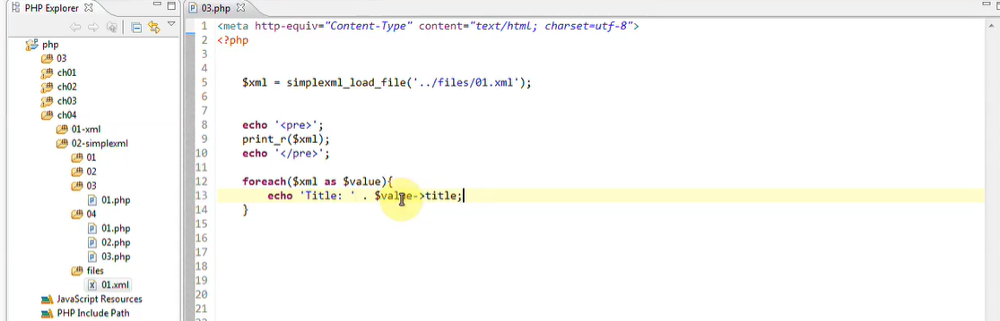 PHP Explorer
php
03
ch01
ch02
ch03
ch04
01-xml
02-simplexml
01
02
03
01.php
04
01.php
02.php
03.php
files
01.xml
JavaScript Resources
PHP Include Path
03.php
1 <meta http-equiv="Content-Type" content="text/html; charset=utf-8">
2 <?php
3
4
5 $xml = simplexml_load_file('../files/01.xml');
6
7
8 echo '<pre>';
9 print_r($xml);
10 echo '</pre>';
11
12 foreach($xml as $value){
13 echo 'Title: ' . $value->title;
14 }
15
16
17
18
19
20
21